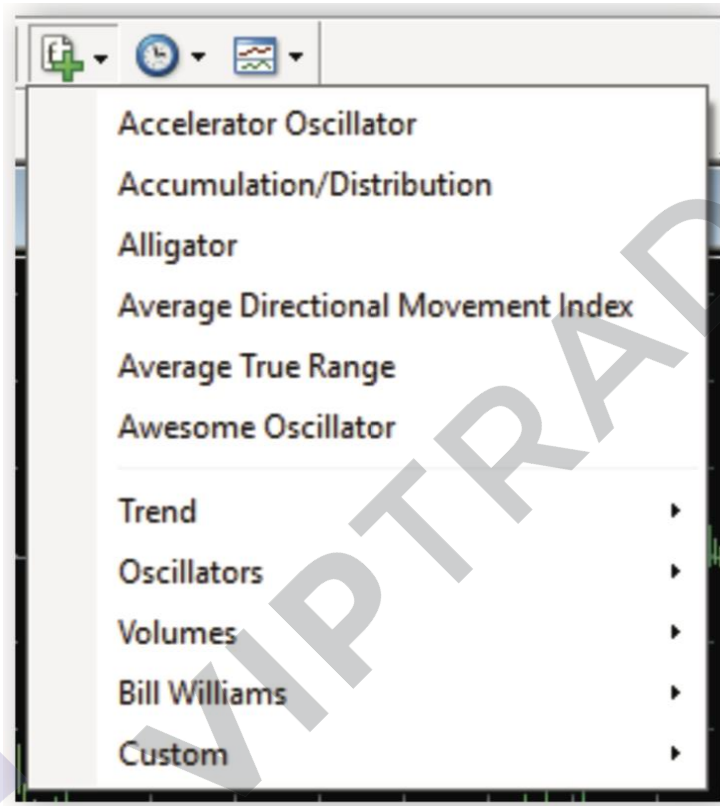 Accelerator Oscillator
Accumulation/Distribution
Alligator
Average Directional Movement Index
Average True Range
Awesome Oscillator
Trend
Oscillators
Volumes
Bill Williams
Custom
VIPTRAD